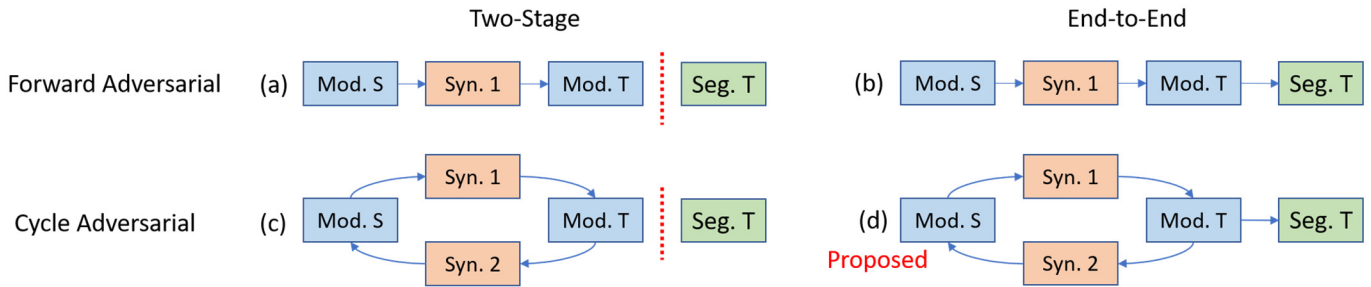 Two-Stage End-to-End
Forward Adversarial (a) Mod. S Syn. 1 Mod. T Seg. T (b) Mod. S Syn. 1 Mod. T Seg. T
Syn. 1 Syn. 1
Cycle Adversarial (c) Mod. S Mod. T Seg. T (d) Mod. S Mod. T Seg. T
Proposed
Syn. 2 Syn. 2